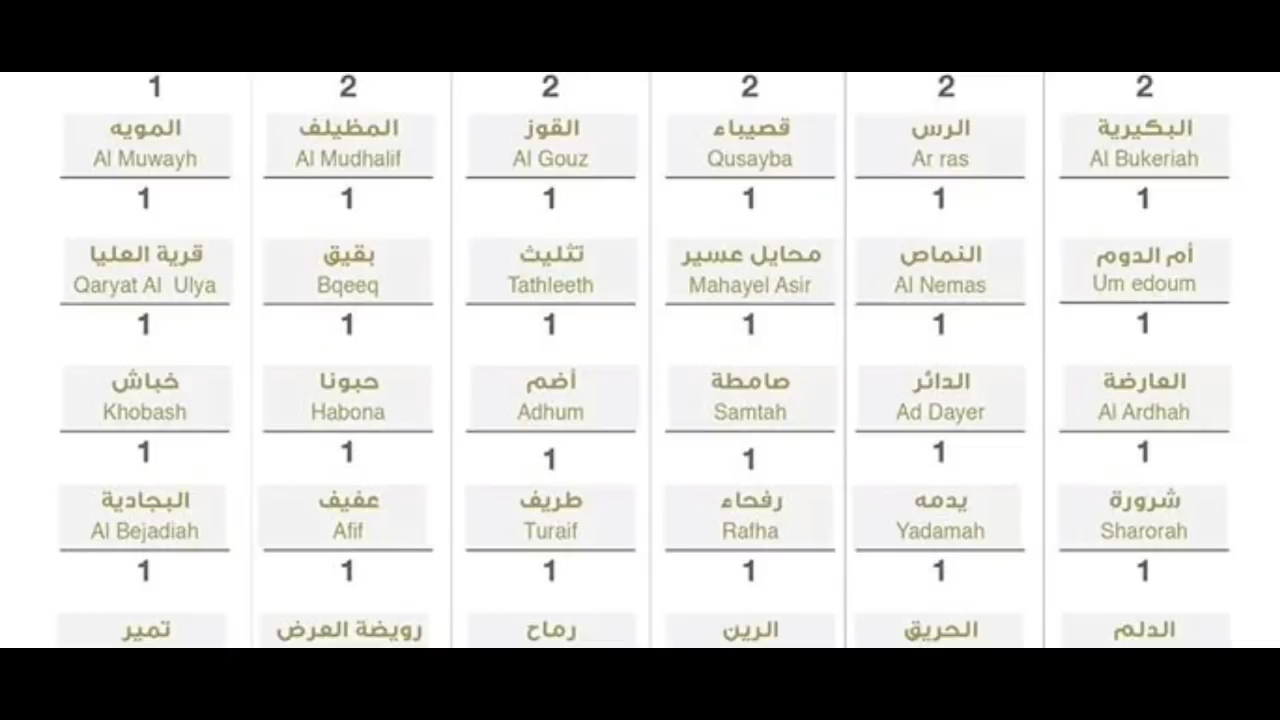 1 2 2 2 2 2
المويه المظيلف القوز قصيباء الرس البكيرية
Al Muwayh Al Mudhalif Al Gouz Qusayba Ar ras Al Bukeriah
1 1 1 1 1 1
قرية العليا بقيق تثليث محايل عسير النماص أم الدوم
Qaryat Al Ulya Bqeeq Tathleeth Mahayel Asir Al Nemas Um edoum
1 1 1 1 1 1
خباش حبونا أضم صامطة الدائر العارضة
Khobash Habona Adhum Samtah Ad Dayer Al Ardhah
1 1 1 1 1 1
البجادية عفيف طريف رفحاء يدمه شرورة
Al Bejadiah Afif Turaif Rafha Yadamah Sharorah
1 1 1 1 1 1
تمير رويضة العرض رماح الرين الحريق الدلم